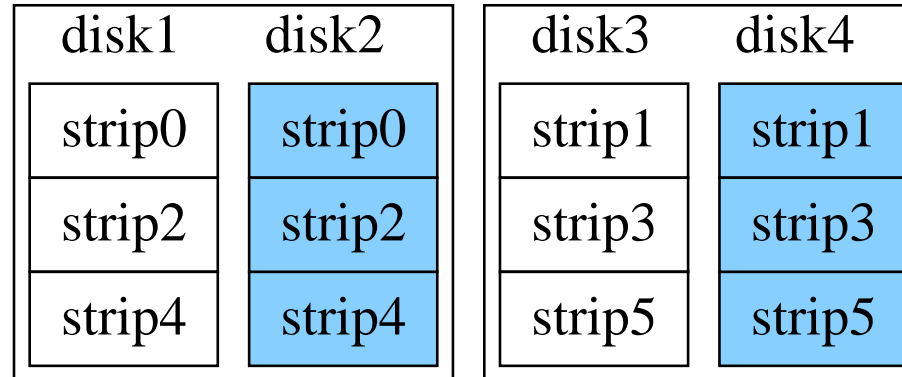 disk1 disk2 disk3 disk4
strip0 strip0 strip1 strip1
strip2 strip2 strip3 strip3
strip4 strip4 strip5 strip5